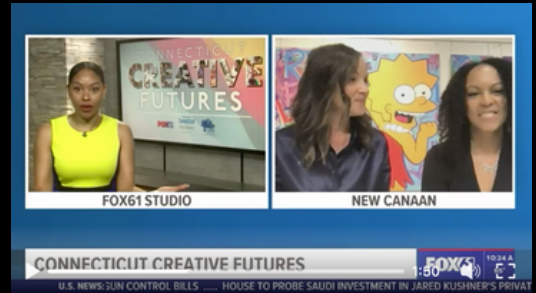 CONNECTICUT
CREATIVE
FUTURES
FOX61
FOX61 STUDIO
NEW CANAAN
CONNECTICUT CREATIVE FUTURES
1:50
FOX61
10:24 A
U.S. NEWS: GUN CONTROL BILLS ..... HOUSE TO PROBE SAUDI INVESTMENT IN JARED KUSHNER'S PRIVAT